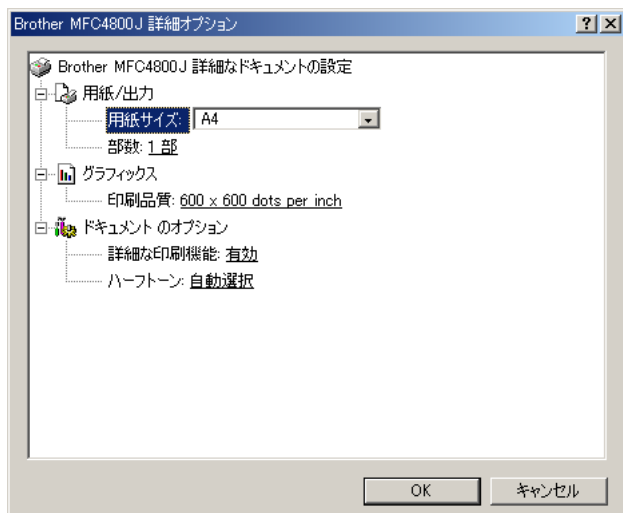 Brother MFC4800J 詳細オプション
Brother MFC4800J 詳細なドキュメントの設定
用紙/出力
用紙サイズ: A4
部数: 1 部
グラフィックス
印刷品質: 600 x 600 dots per inch
ドキュメント のオプション
詳細な印刷機能: 有効
ハーフトーン: 自動選択
OK キャンセル